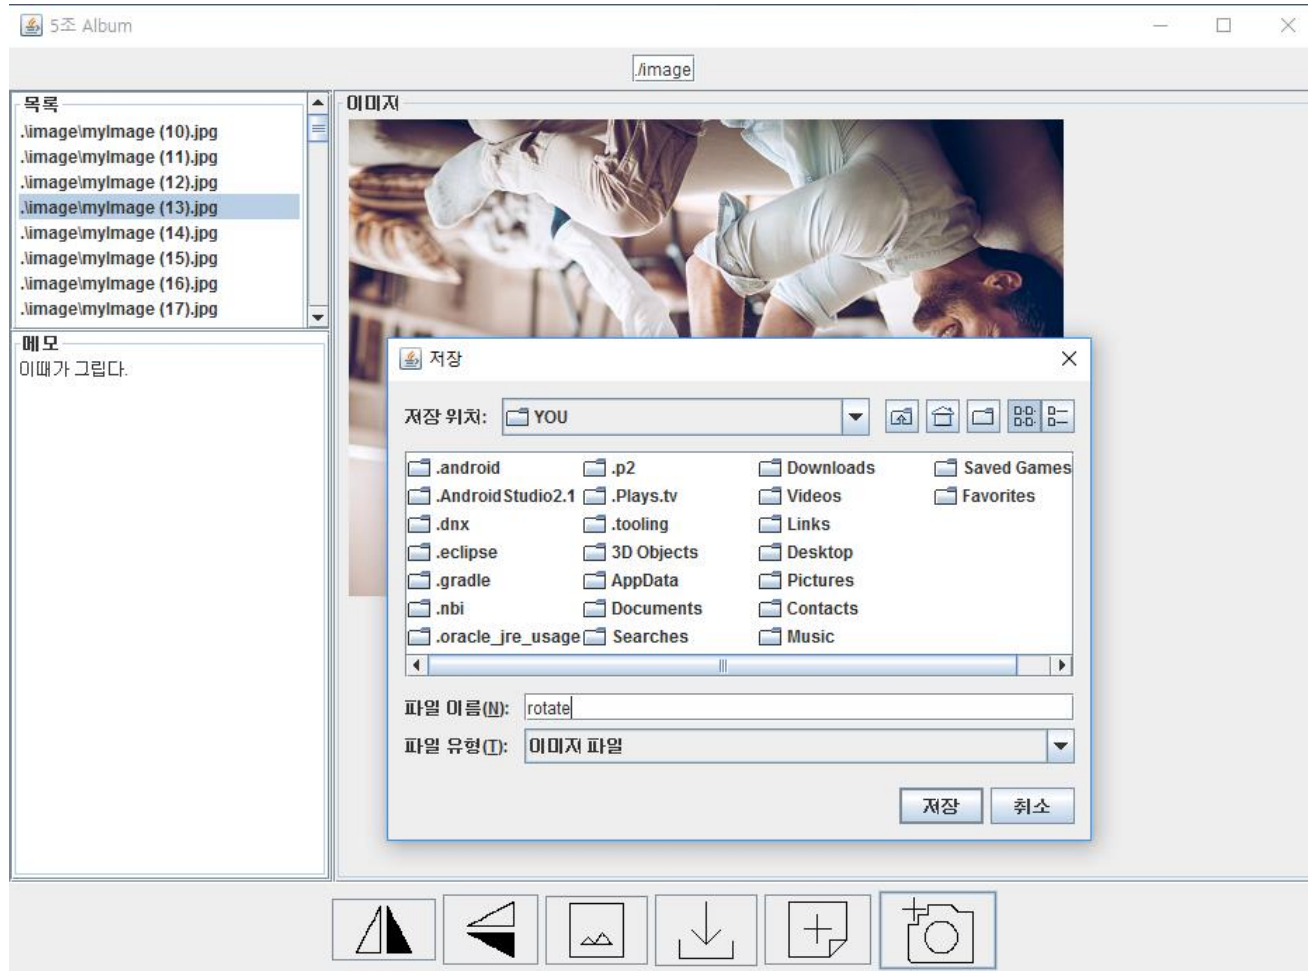 5조 Album
./image
목록
.\image\myImage (10).jpg
.\image\myImage (11).jpg
.\image\myImage (12).jpg
.\image\myImage (13).jpg
.\image\myImage (14).jpg
.\image\myImage (15).jpg
.\image\myImage (16).jpg
.\image\myImage (17).jpg
이미지
메모
이때가 그립다.
저장
저장 위치: YOU
.android .p2 Downloads Saved Games
.AndroidStudio2.1 .Plays.tv Videos Favorites
.dnx .tooling Links
.eclipse 3D Objects Desktop
.gradle AppData Pictures
.nbi Documents Contacts
.oracle_jre_usage Searches Music
파일 이름(N): rotate
파일 유형(T): 이미지 파일
저장 취소